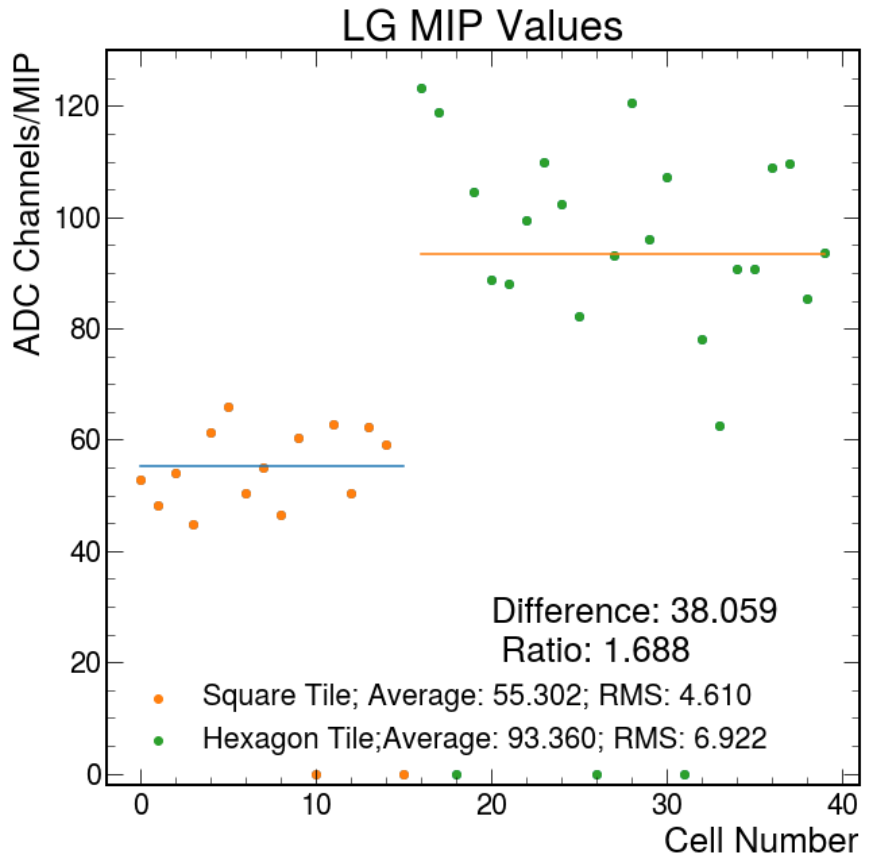 LG MIP Values
ADC Channels/MIP
120
100
80
60
40
20
0
Difference: 38.059
Ratio: 1.688
Square Tile; Average: 55.302; RMS: 4.610
Hexagon Tile;Average: 93.360; RMS: 6.922
0 10 20 30 40
Cell Number